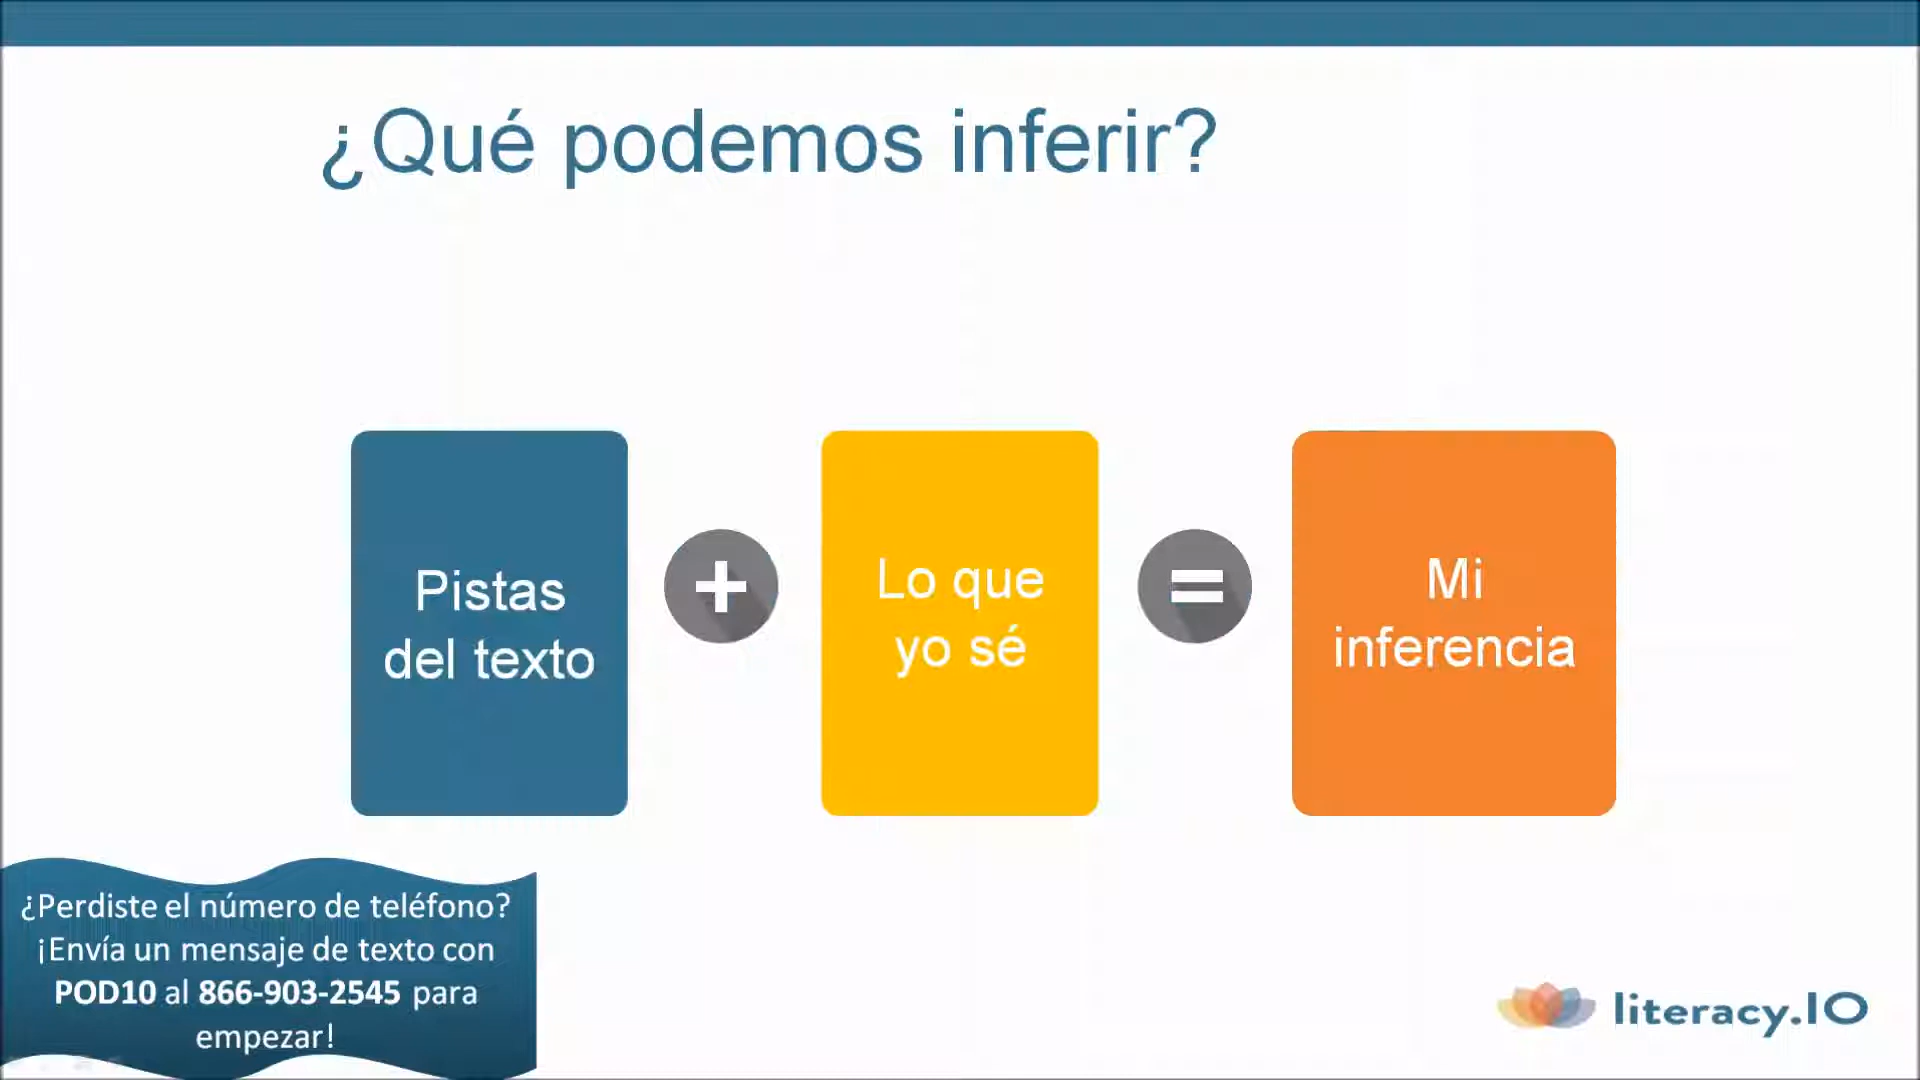 ¿Qué podemos inferir?
Pistas
del texto
+
Lo que
yo sé
=
Mi
inferencia
¿Perdiste el número de teléfono?
¡Envía un mensaje de texto con
POD10 al 866-903-2545 para
empezar!
literacy.IO